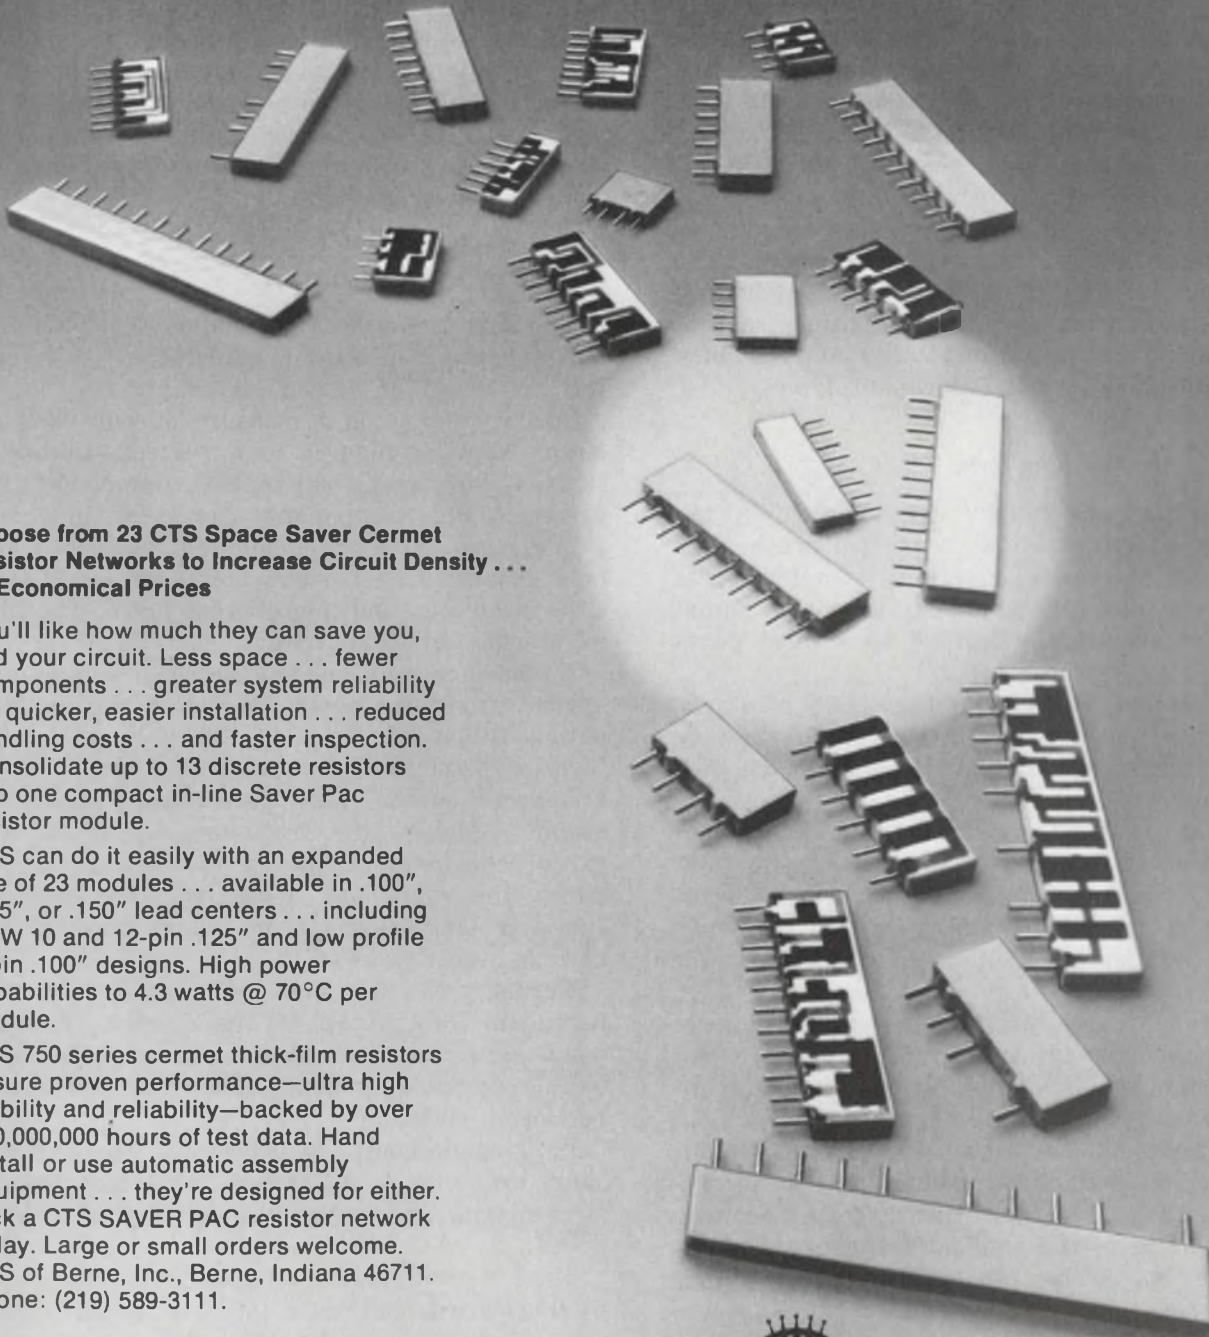 oose from 23 CTS Space Saver Cermet
sistor Networks to Increase Circuit Density . . .
Economical Prices
u'll like how much they can save you,
d your circuit. Less space . . . fewer
mponents . . . greater system reliability
quicker, easier installation . . . reduced
ndling costs . . . and faster inspection.
nsolidate up to 13 discrete resistors
o one compact in-line Saver Pac
istor module.
S can do it easily with an expanded
e of 23 modules . . . available in .100″,
5″, or .150″ lead centers . . . including
W 10 and 12-pin .125″ and low profile
in .100″ designs. High power
pabilities to 4.3 watts @ 70°C per
dule.
S 750 series cermet thick-film resistors
sure proven performance—ultra high
bility and reliability—backed by over
0,000,000 hours of test data. Hand
tall or use automatic assembly
uipment . . . they're designed for either.
ck a CTS SAVER PAC resistor network
lay. Large or small orders welcome.
S of Berne, Inc., Berne, Indiana 46711.
one: (219) 589-3111.